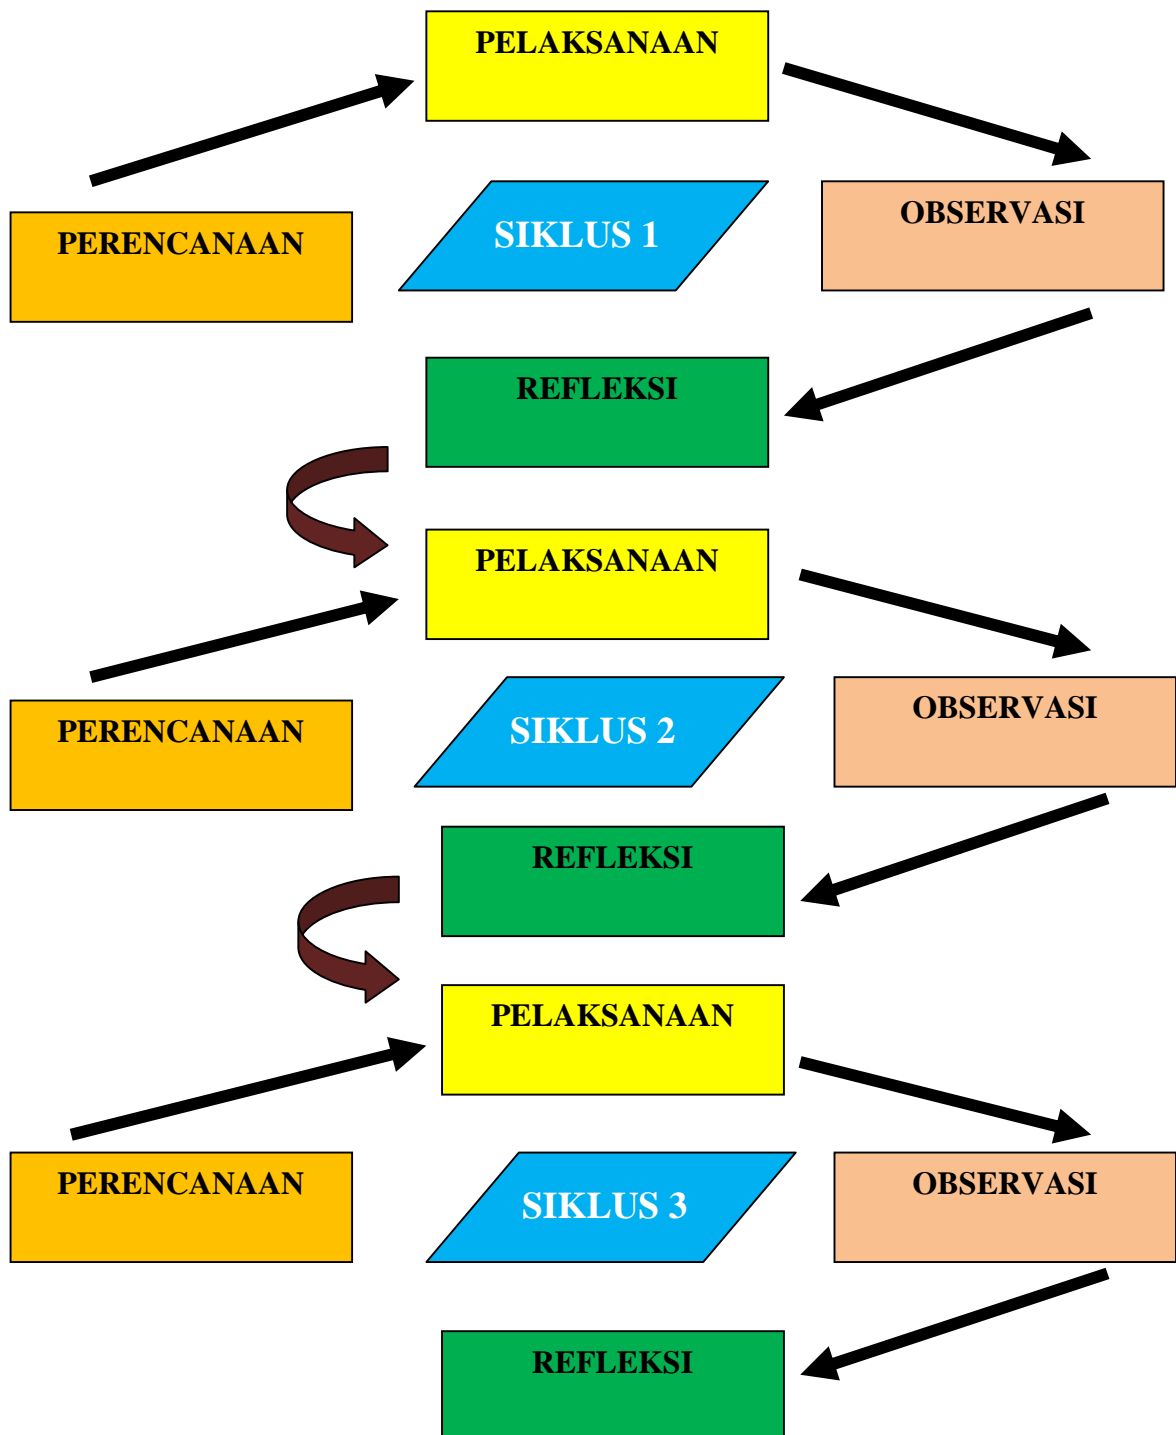 PELAKSANAAN
PERENCANAAN
SIKLUS 1
OBSERVASI
REFLEKSI
PELAKSANAAN
PERENCANAAN
SIKLUS 2
OBSERVASI
REFLEKSI
PELAKSANAAN
PERENCANAAN
SIKLUS 3
OBSERVASI
REFLEKSI